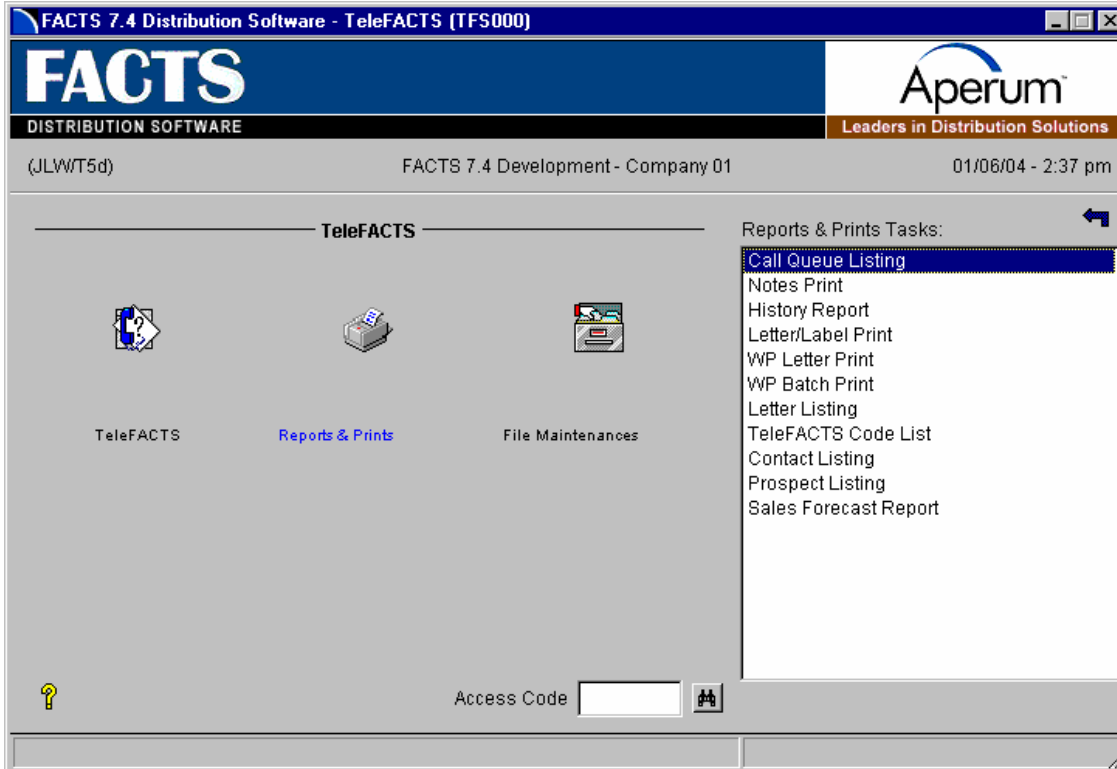 FACTS 7.4 Distribution Software - TeleFACTS (TFS000)
FACTS
DISTRIBUTION SOFTWARE
Aperum™
Leaders in Distribution Solutions
(JLW/T5d)
FACTS 7.4 Development - Company 01
01/06/04 - 2:37 pm
TeleFACTS
TeleFACTS
Reports & Prints
File Maintenances
Reports & Prints Tasks:
Call Queue Listing
Notes Print
History Report
Letter/Label Print
WP Letter Print
WP Batch Print
Letter Listing
TeleFACTS Code List
Contact Listing
Prospect Listing
Sales Forecast Report
?
Access Code